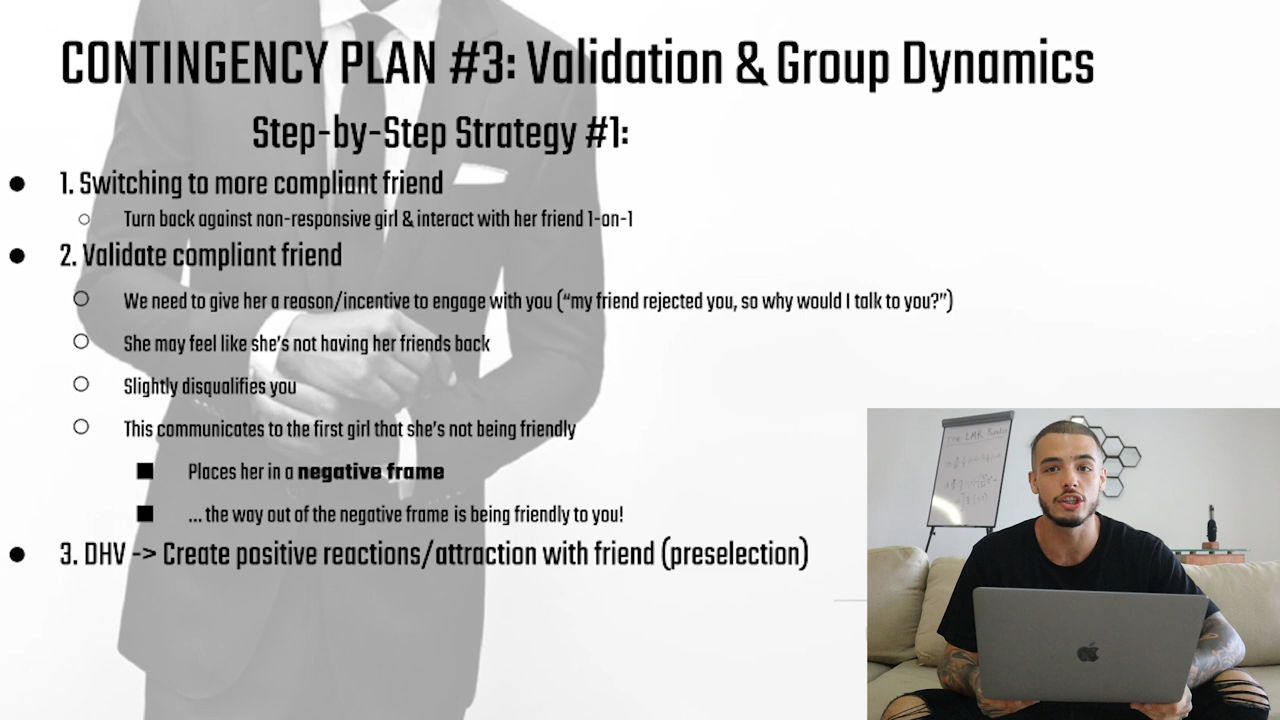 CONTINGENCY PLAN #3: Validation & Group Dynamics
Step-by-Step Strategy #1:
1. Switching to more compliant friend
Turn back against non-responsive girl & interact with her friend 1-on-1
2. Validate compliant friend
We need to give her a reason/incentive to engage with you (“my friend rejected you, so why would I talk to you?”)
She may feel like she’s not having her friends back
Slightly disqualifies you
This communicates to the first girl that she’s not being friendly
Places her in a negative frame
... the way out of the negative frame is being friendly to you!
3. DHV -> Create positive reactions/attraction with friend (preselection)
The LMR